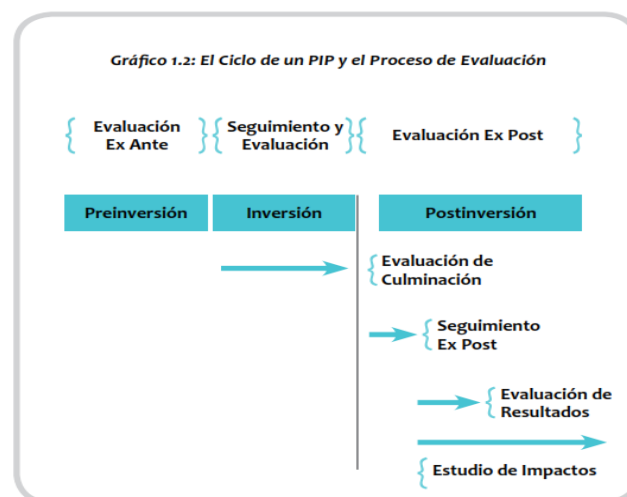 Gráfico 1.2: El Ciclo de un PIP y el Proceso de Evaluación
Evaluación
Ex Ante
Seguimiento y
Evaluación
Evaluación Ex Post
Preinversión
Inversión
Postinversión
Evaluación de
Culminación
Seguimiento
Ex Post
Evaluación de
Resultados
Estudio de Impactos